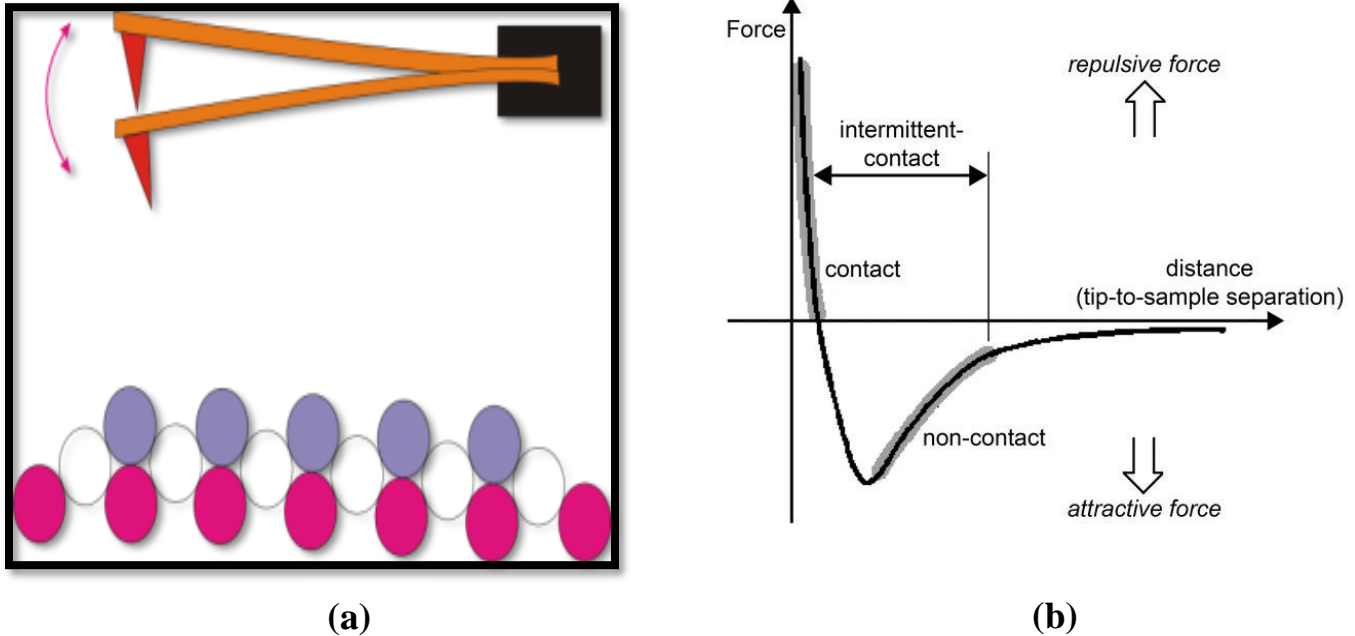 Force
repulsive force
intermittent-
contact
contact
distance
(tip-to-sample separation)
non-contact
attractive force
(a)
(b)